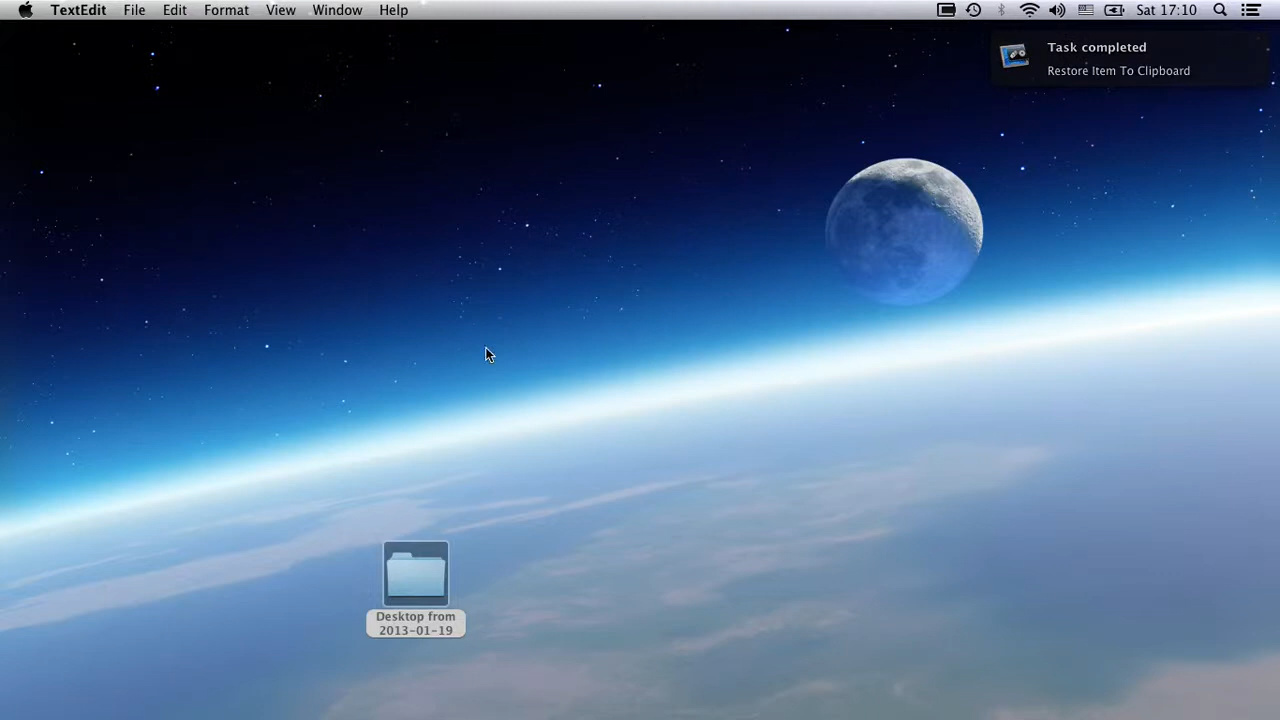 TextEdit File Edit Format View Window Help Sat 17:10
Task completed
Restore Item To Clipboard
Desktop from
2013-01-19